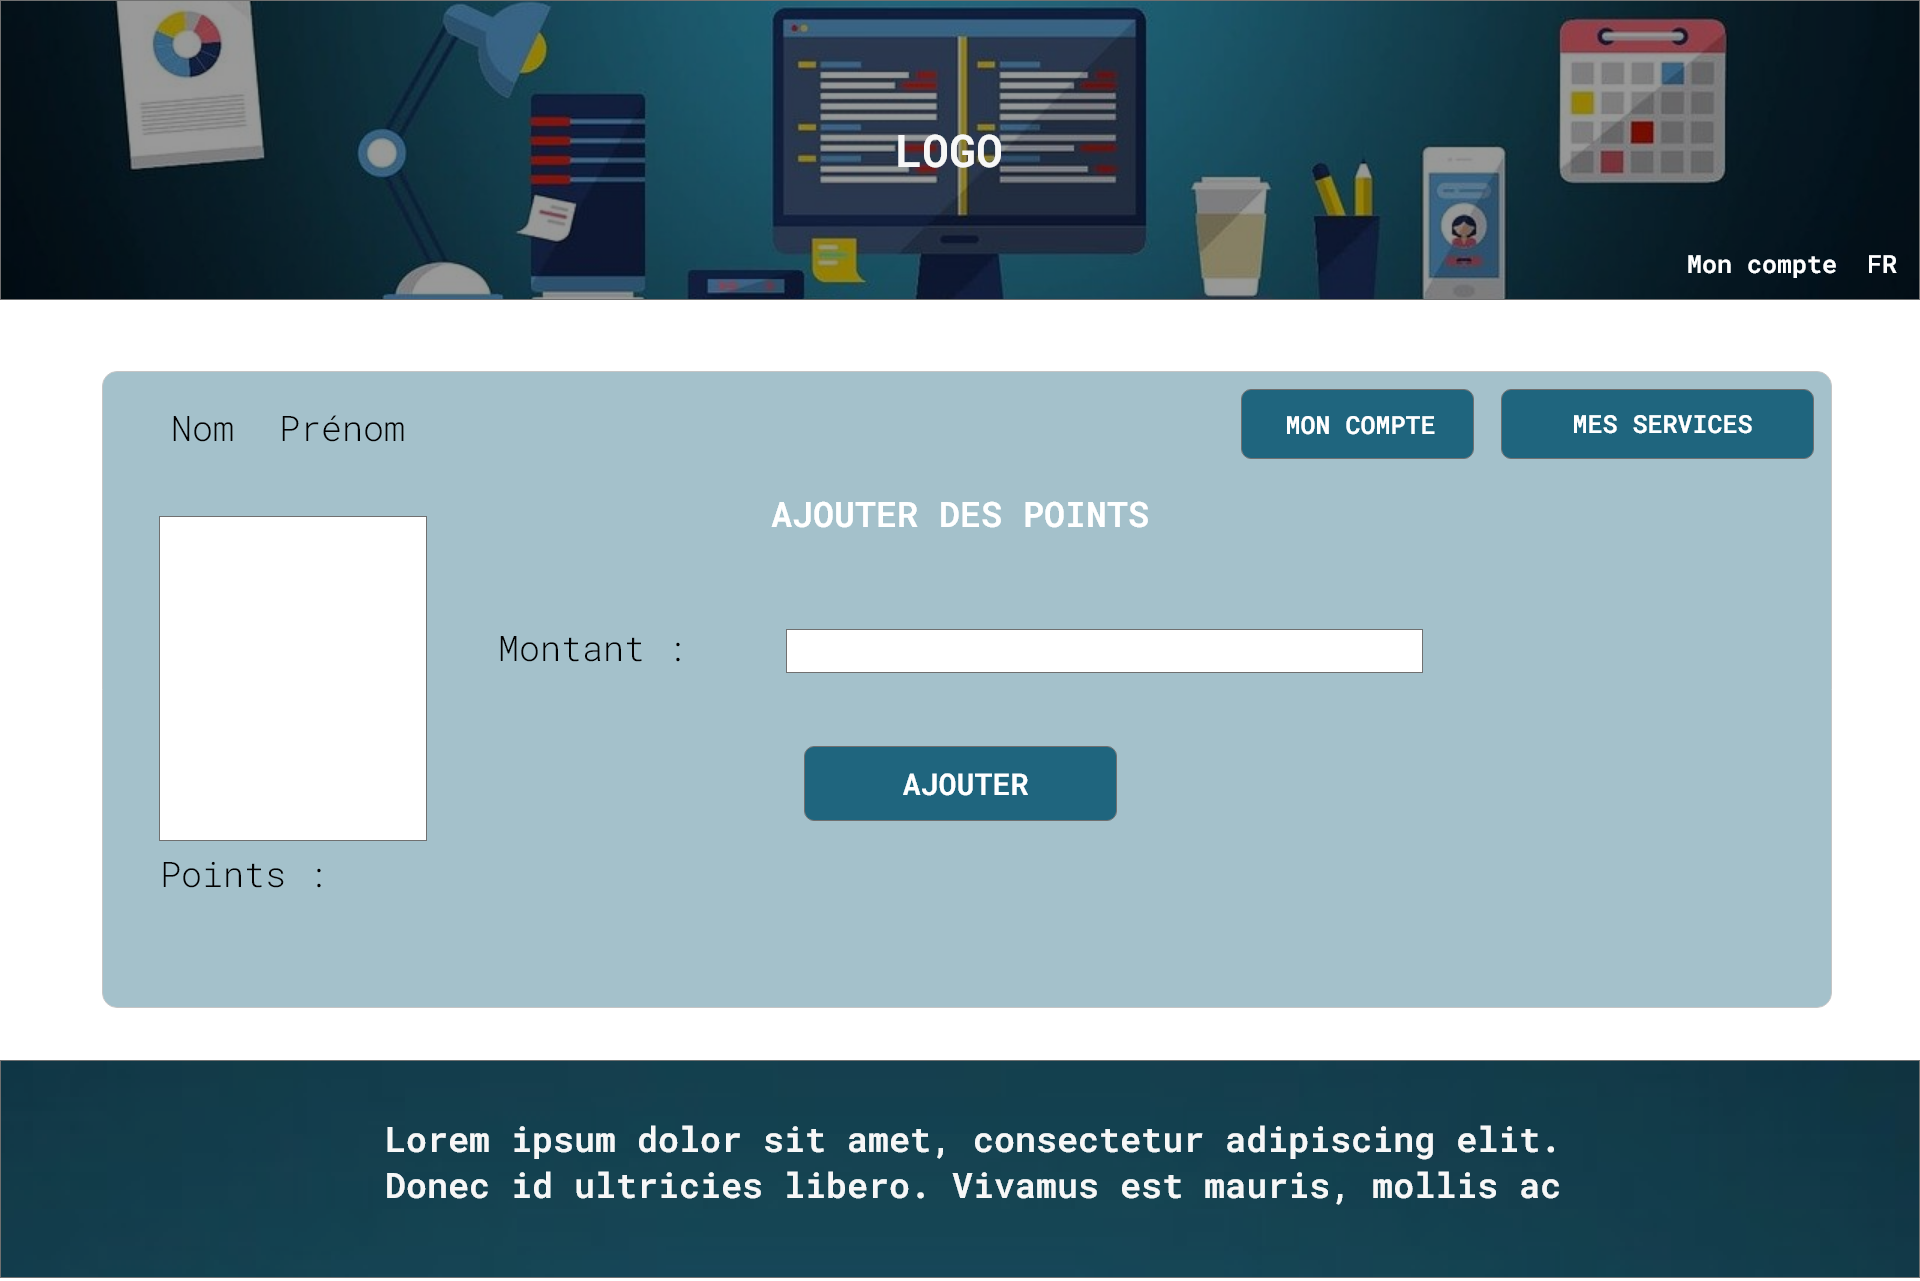 LOGO
Mon compte FR
Nom Prénom
MON COMPTE
MES SERVICES
AJOUTER DES POINTS
Montant :
AJOUTER
Points :
Lorem ipsum dolor sit amet, consectetur adipiscing elit.
Donec id ultricies libero. Vivamus est mauris, mollis ac